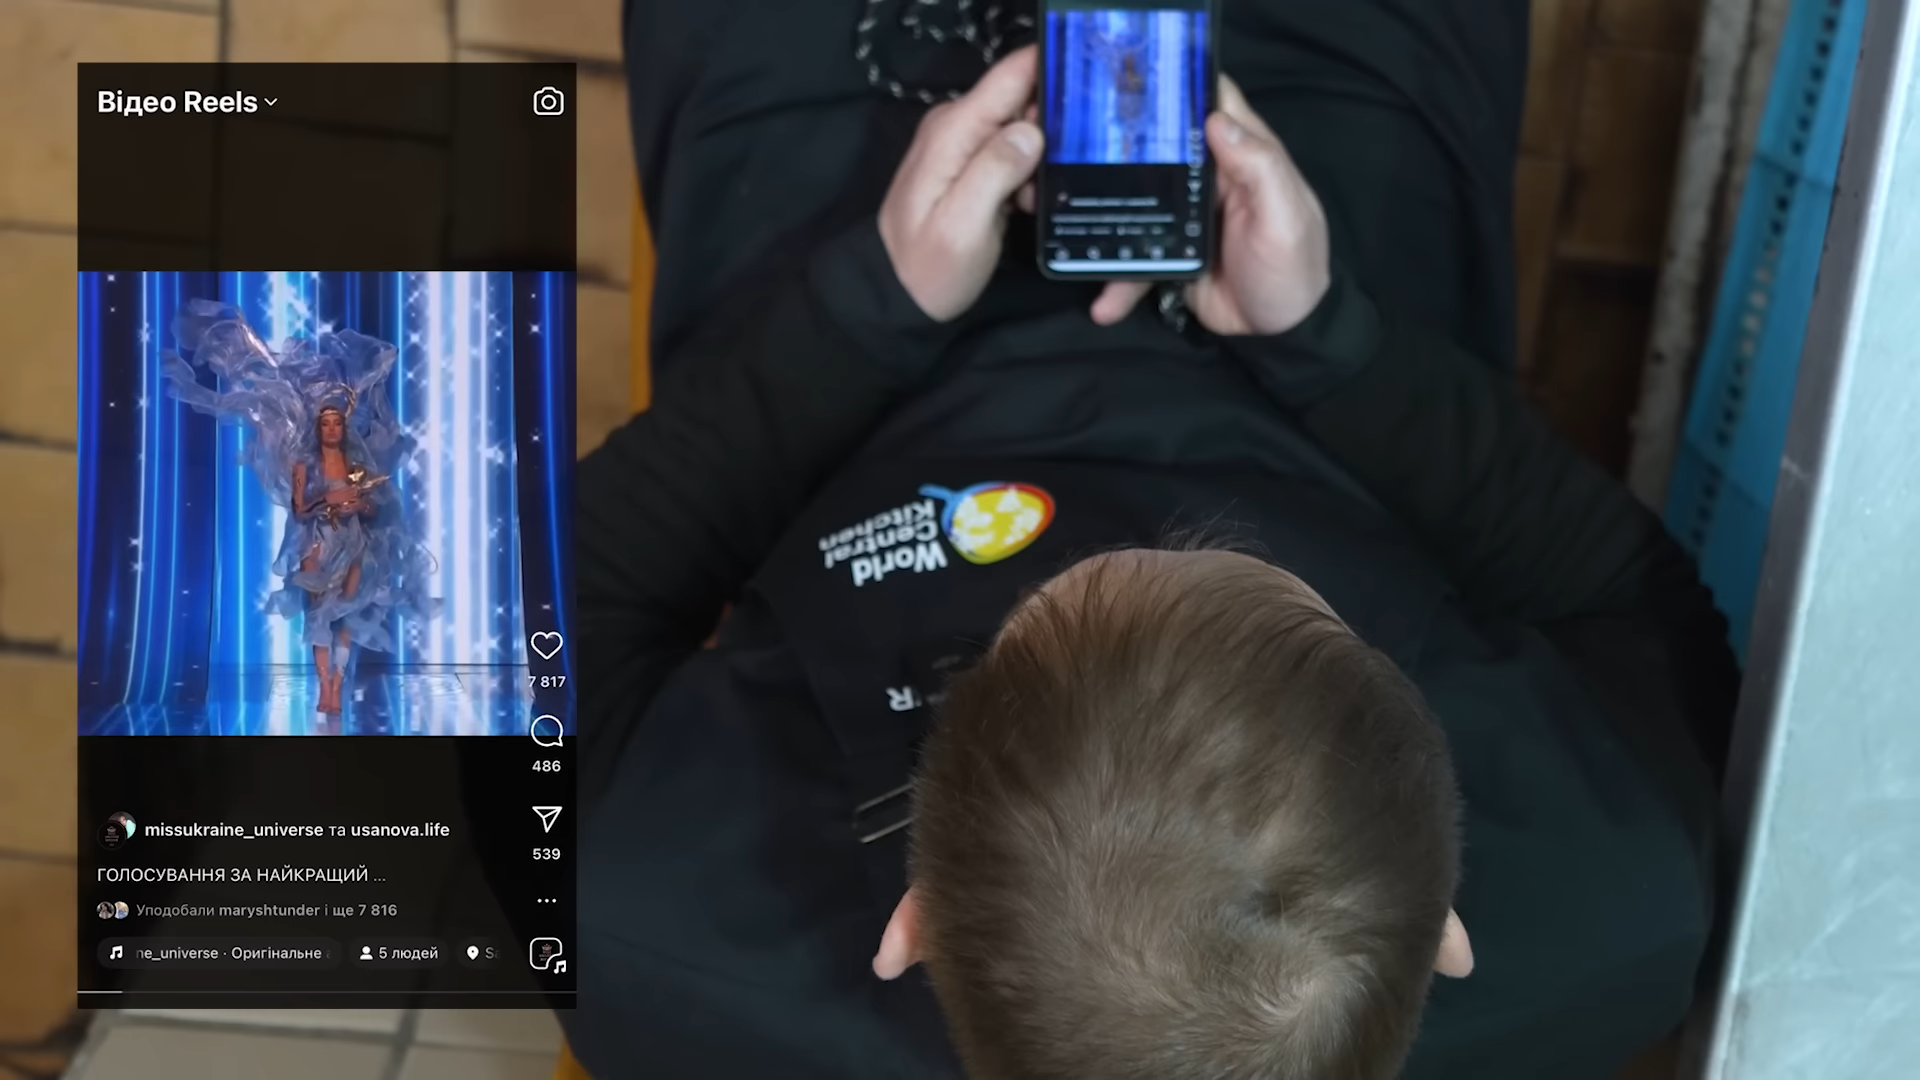 Відео Reels
7 817
486
539
missukraine_universe та usanova.life
ГОЛОСУВАННЯ ЗА НАЙКРАЩИЙ ...
Уподобали maryshtunder і ще 7 816
ne_universe · Оригінальне
5 людей
World
Central
Kitchen